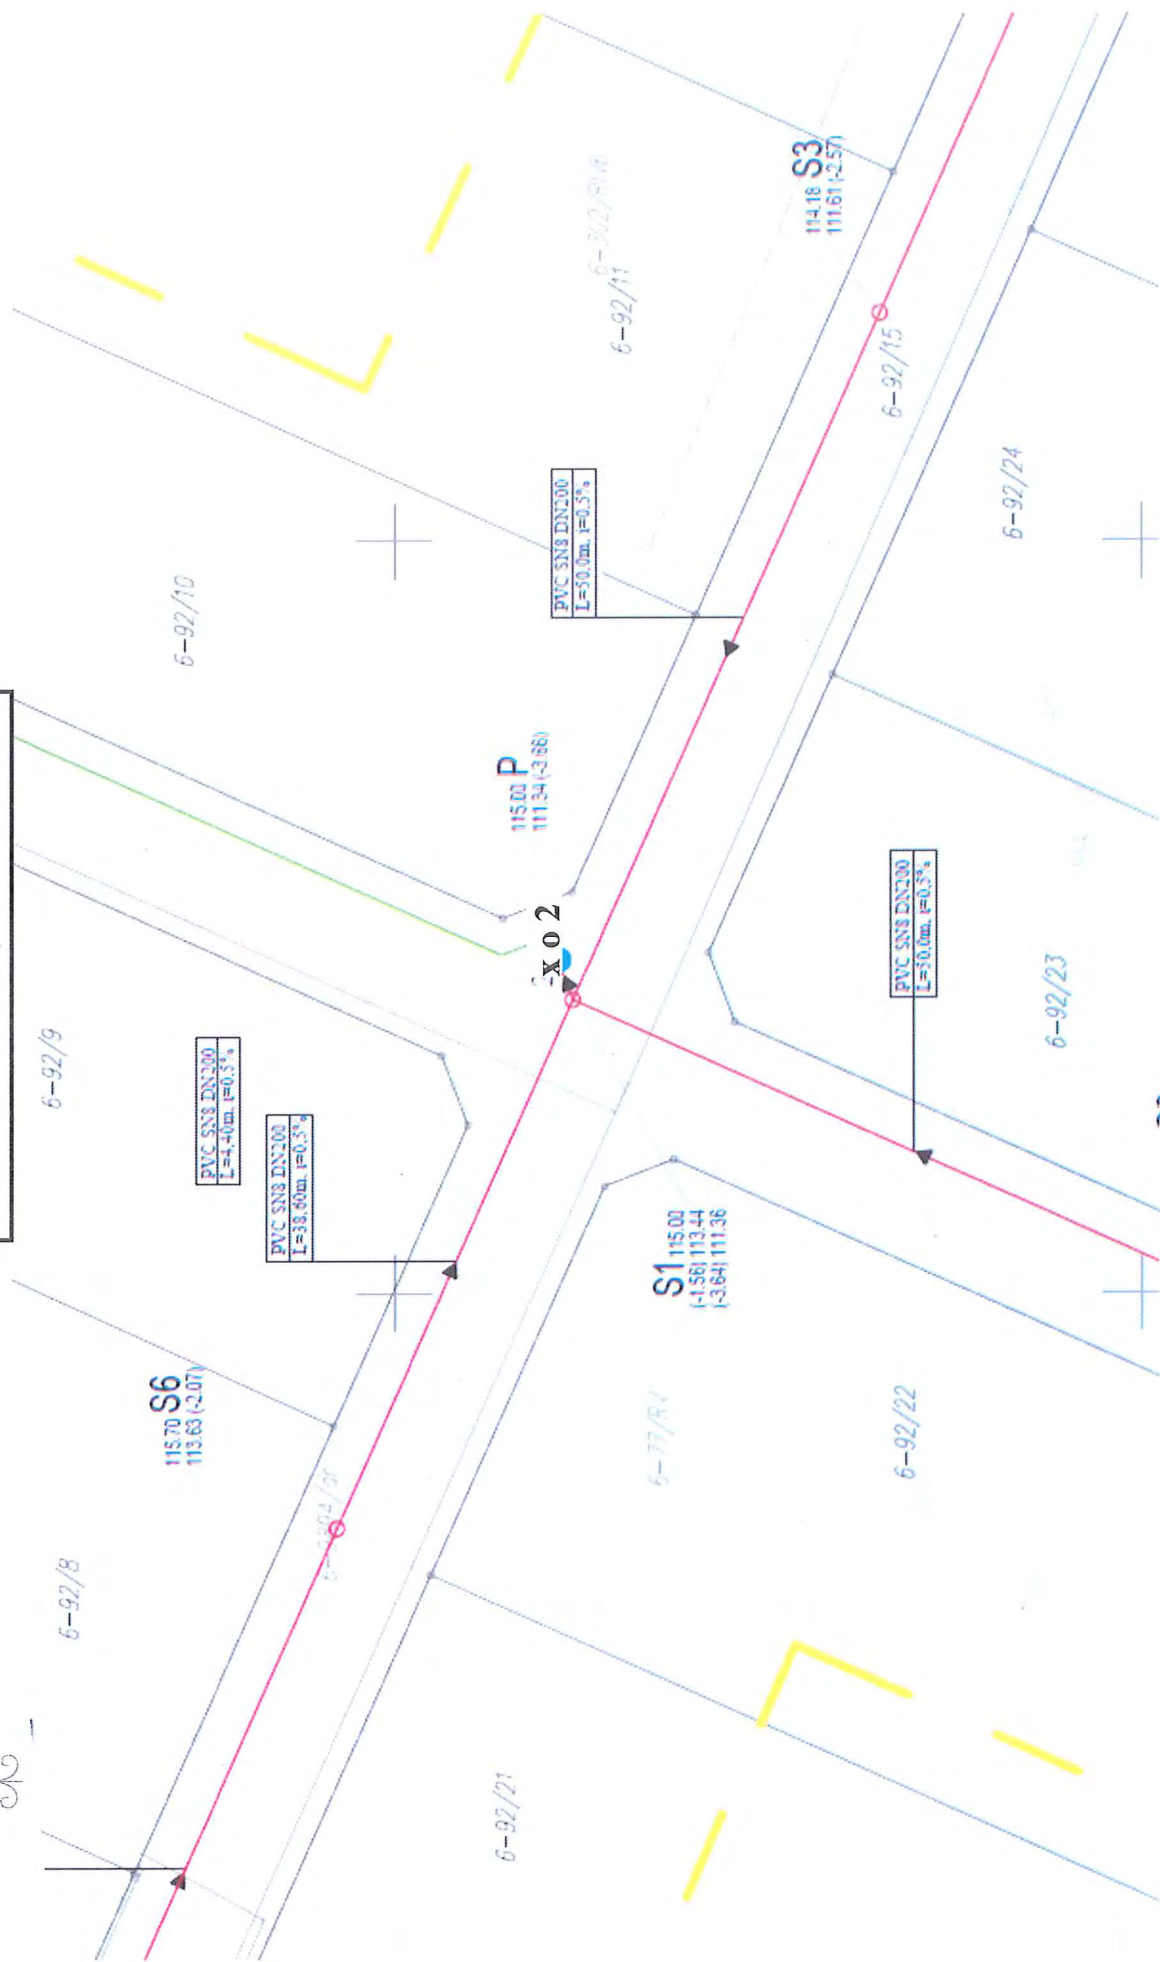 6-92/8
115.70 S6
113.63 (-2.07)
6-92/9
PVC SN8 DN200
L=4.40m, i=0.5%
PVC SN8 DN200
L=38.60m, i=0.5%
6-92/10
115.00 P
111.34 (-3.66)
x o 2
PVC SN8 DN200
L=50.0m, i=0.5%
6-92/11
114.18 S3
111.61 (-2.57)
6-92/15
6-92/24
6-92/21
6-77/RV
6-92/22
S1 115.00
(-1.56) 113.44
(-3.64) 111.36
PVC SN8 DN200
L=50.0m, i=0.5%
6-92/23